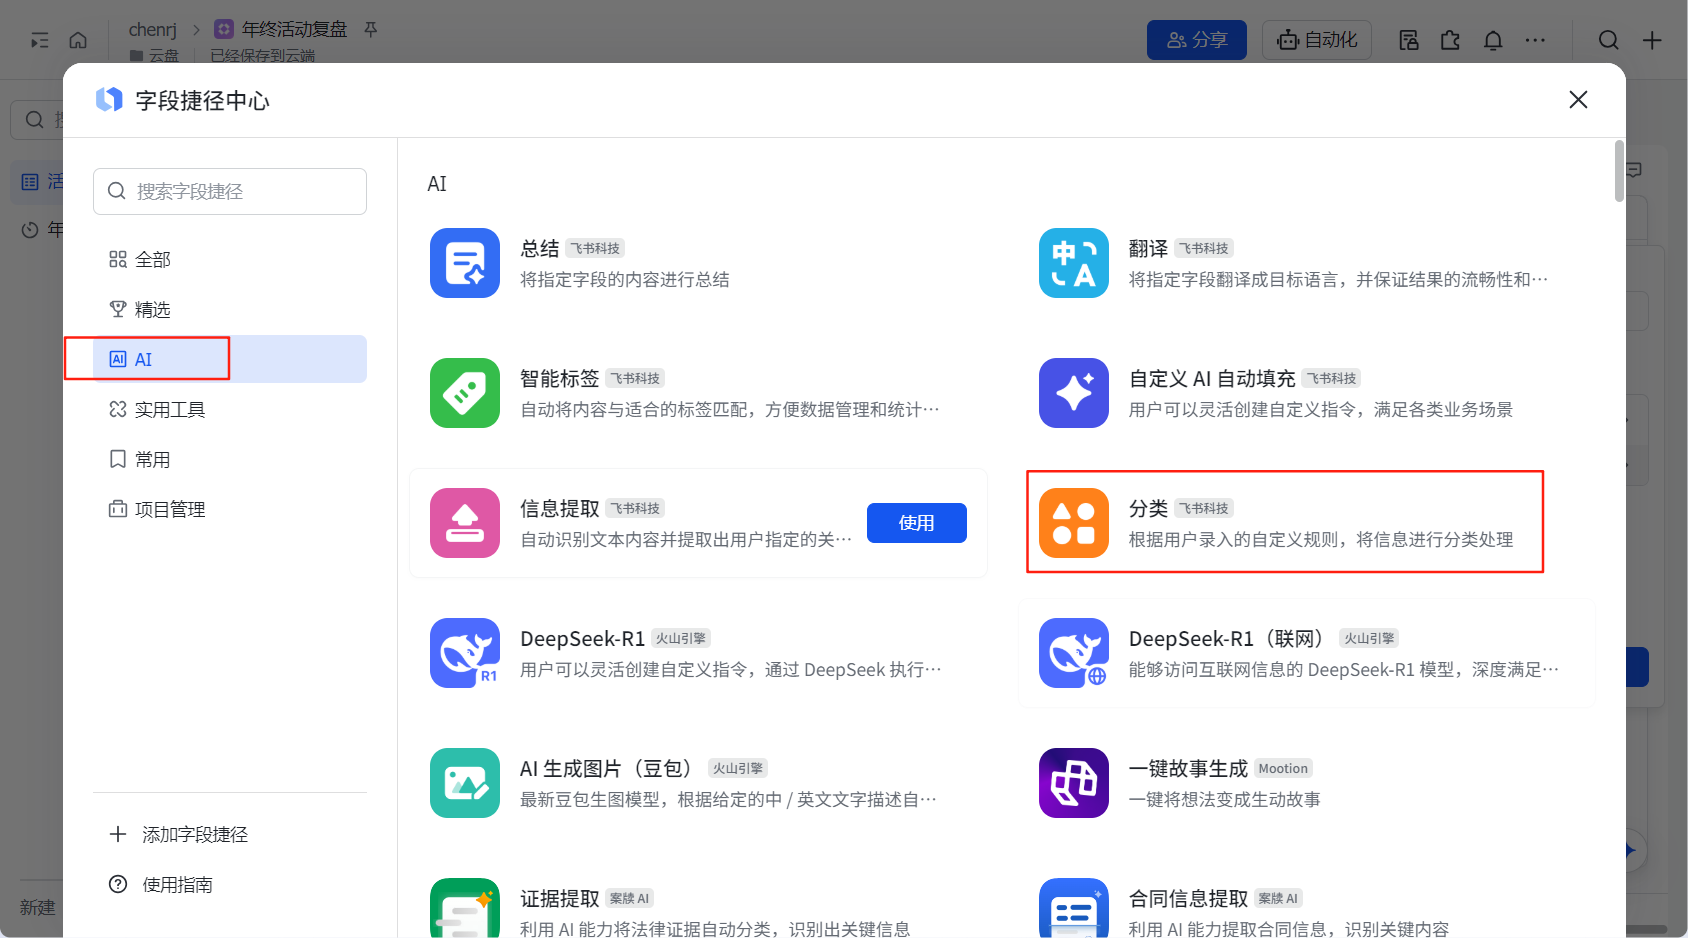 chenrj
年终活动复盘
云盘
已经保存到云端
分享
自动化
字段捷径中心
搜索字段捷径
全部
精选
AI
实用工具
常用
项目管理
添加字段捷径
使用指南
新建
AI
总结 飞书科技
将指定字段的内容进行总结
翻译 飞书科技
将指定字段翻译成目标语言，并保证结果的流畅性和···
智能标签 飞书科技
自动将内容与适合的标签匹配，方便数据管理和统计···
自定义 AI 自动填充 飞书科技
用户可以灵活创建自定义指令，满足各类业务场景
信息提取 飞书科技
自动识别文本内容并提取出用户指定的关···
使用
分类 飞书科技
根据用户录入的自定义规则，将信息进行分类处理
DeepSeek-R1 火山引擎
用户可以灵活创建自定义指令，通过 DeepSeek 执行···
R1
DeepSeek-R1（联网） 火山引擎
能够访问互联网信息的 DeepSeek-R1 模型，深度满足···
AI 生成图片（豆包） 火山引擎
最新豆包生图模型，根据给定的中 / 英文文字描述自···
一键故事生成 Mootion
一键将想法变成生动故事
证据提取 案牍 AI
利用 AI 能力将法律证据自动分类，识别出关键信息
合同信息提取 案牍 AI
利用 AI 能力提取合同信息，识别关键内容